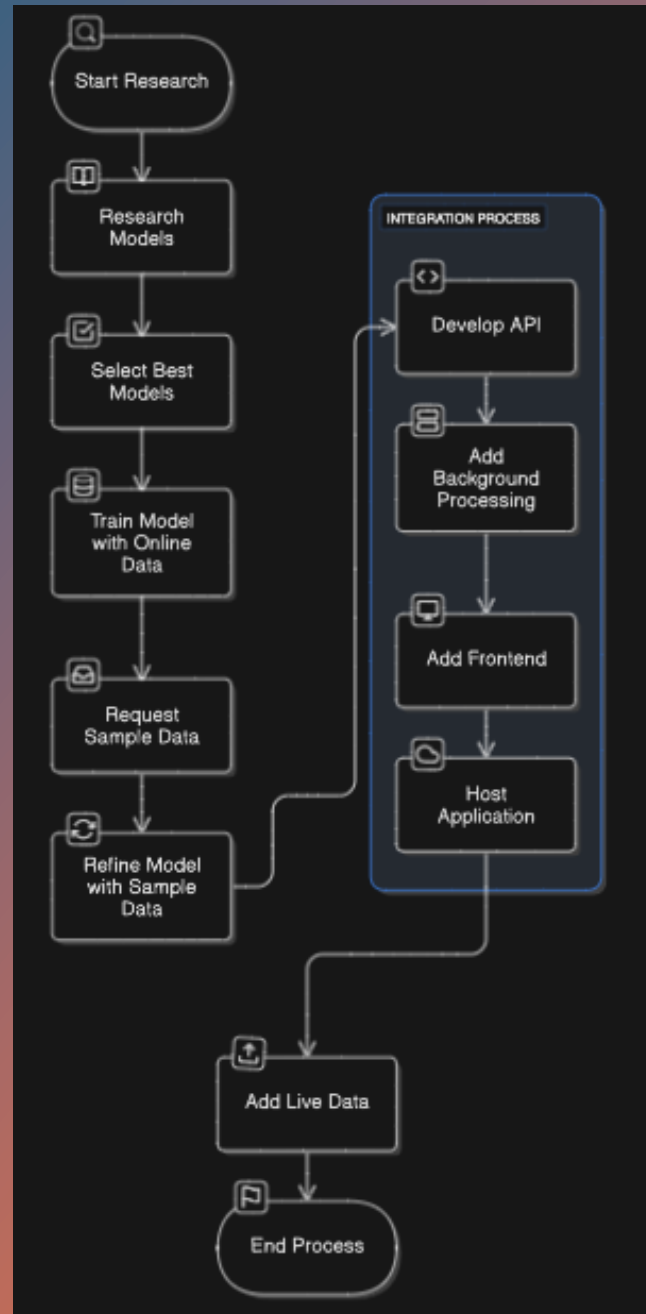 Start Research
Research
Models
Select Best
Models
Train Model
with Online
Data
Request
Sample Data
Refine Model
with Sample
Data
INTEGRATION PROCESS
Develop API
Add
Background
Processing
Add Frontend
Host
Application
Add Live Data
End Process